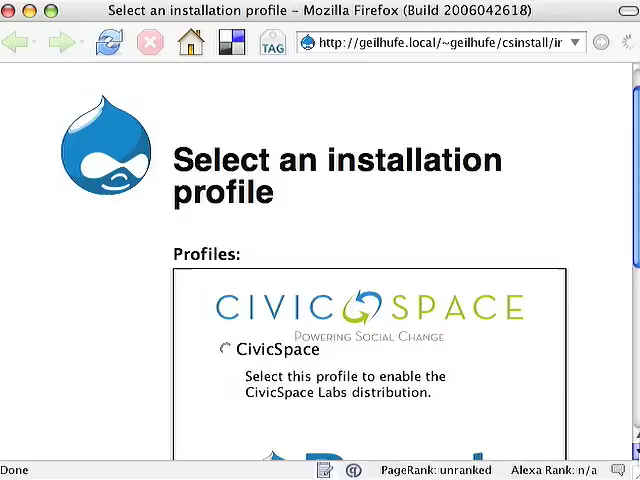 Select an installation profile – Mozilla Firefox (Build 2006042618)
TAG
http://geilhufe.local/~geilhufe/csinstall/ir
Select an installation
profile
Profiles:
CIVIC SPACE
POWERING SOCIAL CHANGE
CivicSpace
Select this profile to enable the
CivicSpace Labs distribution.
Done
PageRank: unranked
Alexa Rank: n/a